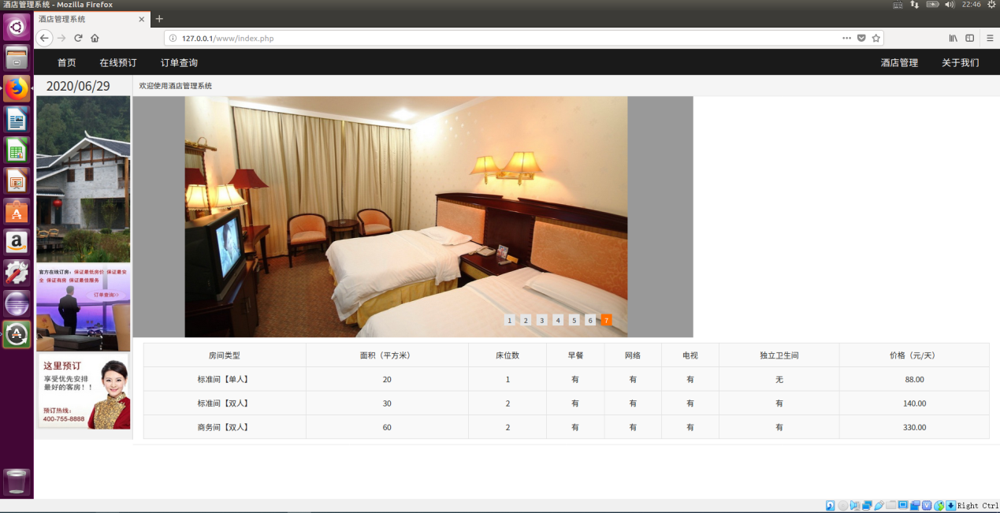 酒店管理系统 - Mozilla Firefox
22:46
酒店管理系统
127.0.0.1/www/index.php
首页 在线预订 订单查询 酒店管理 关于我们
2020/06/29 欢迎使用酒店管理系统
官方在线订房：保证最低房价 保证最安
全 保证有房 保证最佳服务
订单查询>>
这里预订
享受优先安排
最好的客房！！
预订热线：
400-755-8888
1 2 3 4 5 6 7
房间类型 面积（平方米） 床位数 早餐 网络 电视 独立卫生间 价格（元/天）
标准间【单人】 20 1 有 有 有 无 88.00
标准间【双人】 30 2 有 有 有 有 140.00
商务间【双人】 60 2 有 有 有 有 330.00
Right Ctrl